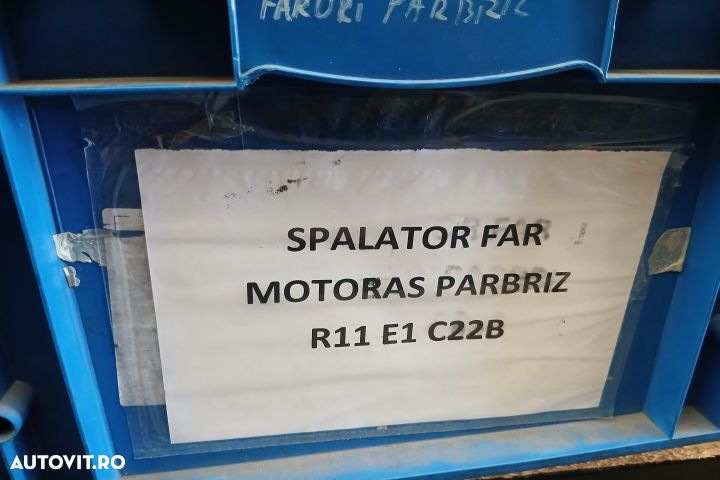 FARURI PARBRIZ
SPALATOR FAR
MOTORAS PARBRIZ
R11 E1 C22B
AUTOVIT.RO